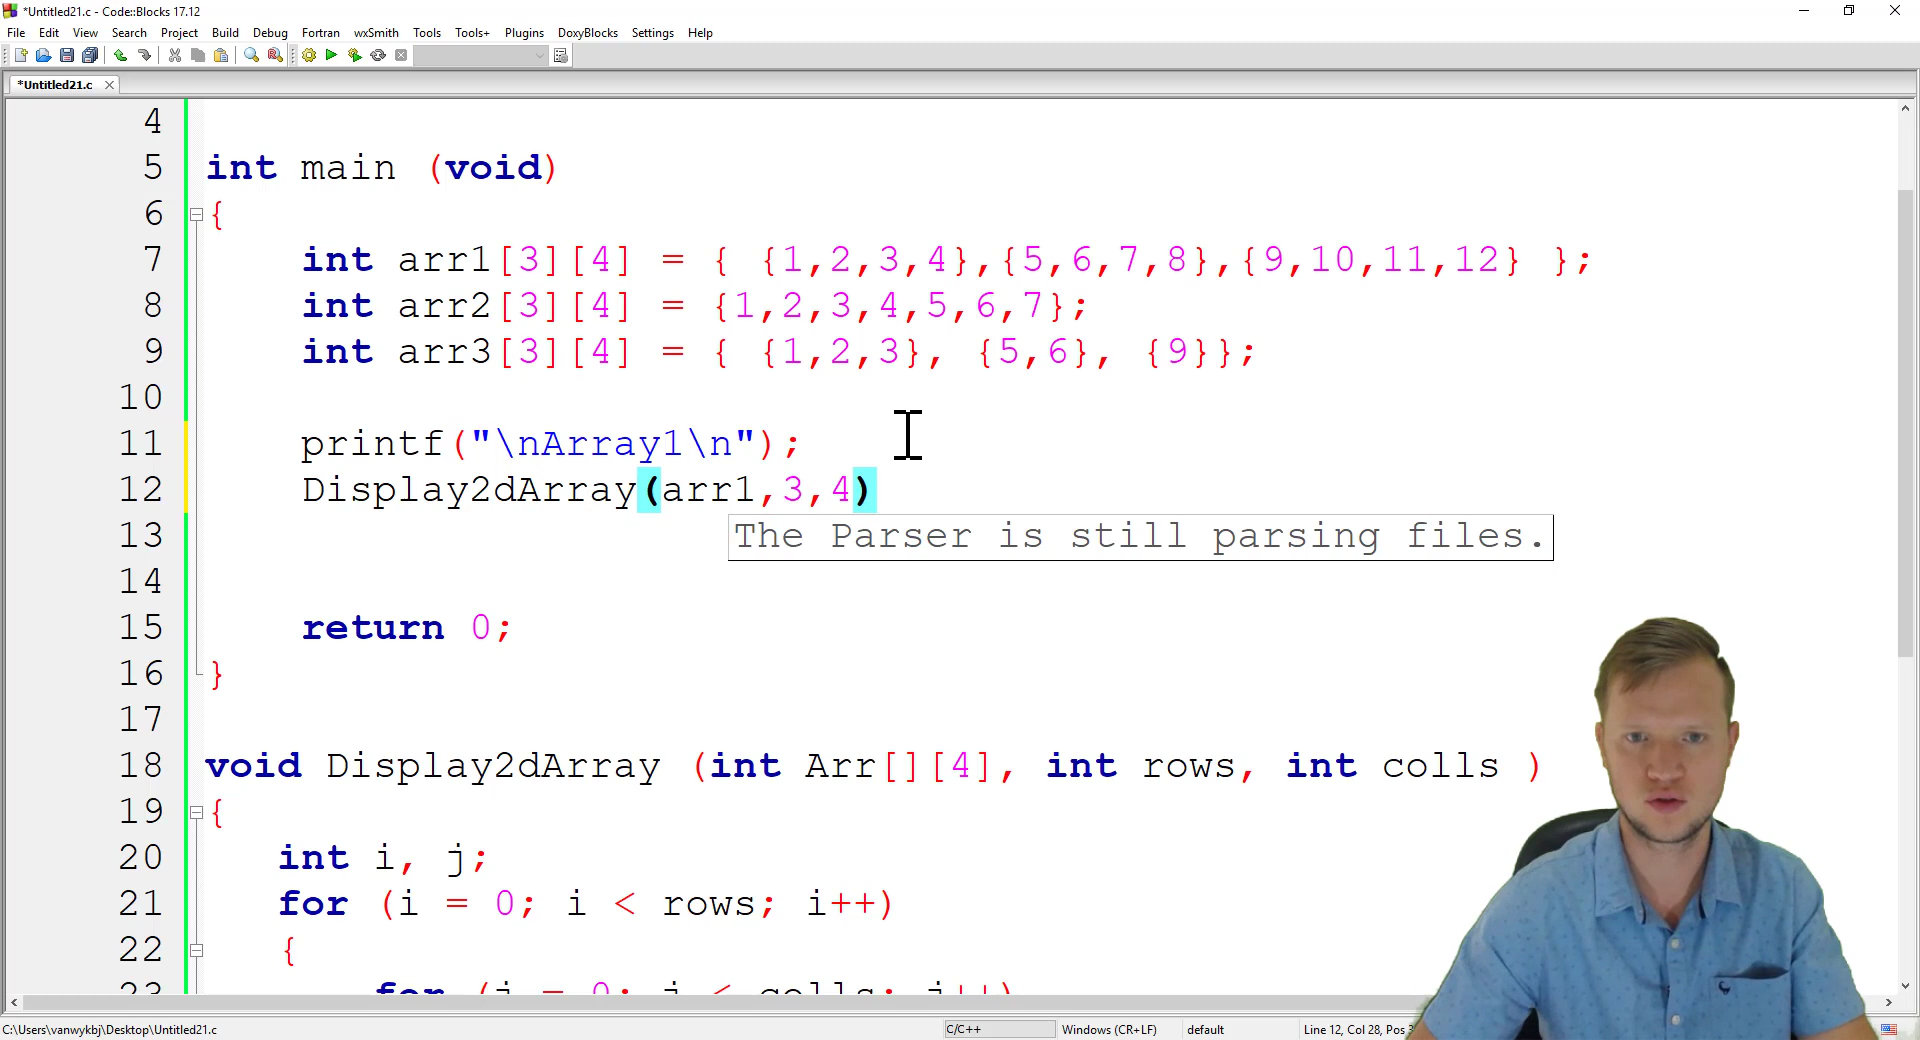 *Untitled21.c - Code::Blocks 17.12
File Edit View Search Project Build Debug Fortran wxSmith Tools Tools+ Plugins DoxyBlocks Settings Help
*Untitled21.c
4
5 int main (void)
6 {
7 int arr1[3][4] = { {1,2,3,4},{5,6,7,8},{9,10,11,12} };
8 int arr2[3][4] = {1,2,3,4,5,6,7};
9 int arr3[3][4] = { {1,2,3}, {5,6}, {9}};
10
11 printf("\nArray1\n");
12 Display2dArray(arr1,3,4)
13 The Parser is still parsing files.
14
15 return 0;
16 }
17
18 void Display2dArray (int Arr[][4], int rows, int colls )
19 {
20 int i, j;
21 for (i = 0; i < rows; i++)
22 {
23 for (j = 0; j < colls; j++)
C:\Users\vanwykbj\Desktop\Untitled21.c C/C++ Windows (CR+LF) default Line 12, Col 28, Pos